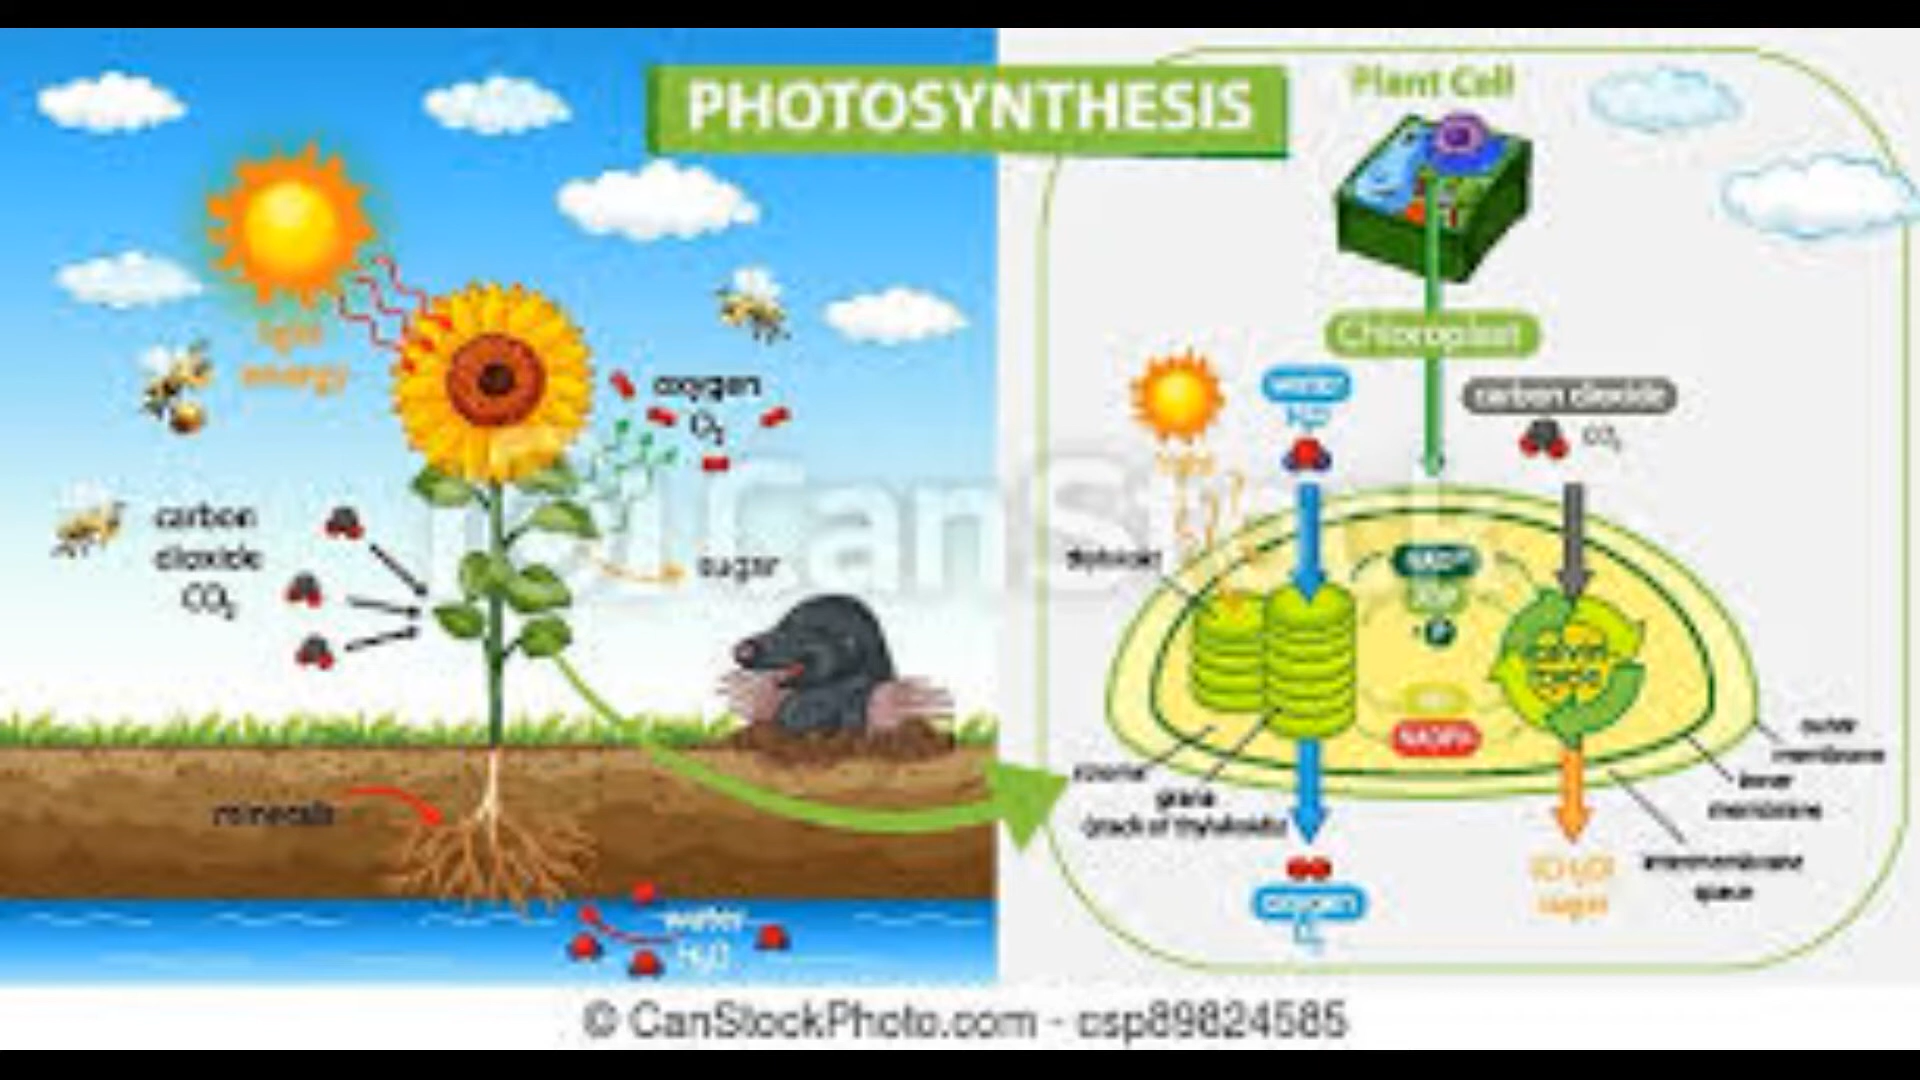 PHOTOSYNTHESIS
Plant Cell
Chloroplast
light
energy
oxygen
O₂
carbon
dioxide
CO₂
sugar
minerals
water
H₂O
water
H₂O
carbon dioxide
CO₂
light
thylakoid
calvin
cycle
NADP+
stroma
grana
(stack of thylakoids)
outer
membrane
inner
membrane
intermembrane
space
oxygen
sugar
© CanStockPhoto.com - csp89824585